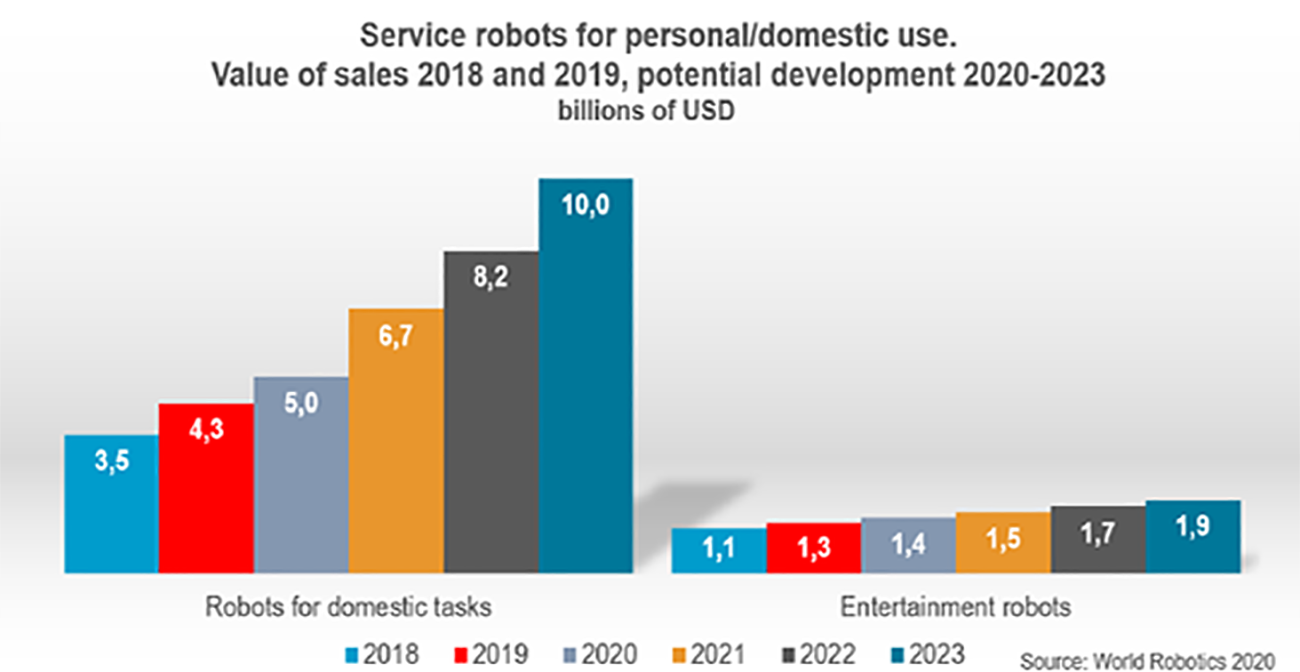 Service robots for personal/domestic use.
Value of sales 2018 and 2019, potential development 2020-2023
billions of USD
3,5
4,3
5,0
6,7
8,2
10,0
1,1
1,3
1,4
1,5
1,7
1,9
Robots for domestic tasks
Entertainment robots
2018 2019 2020 2021 2022 2023
Source: World Robotics 2020